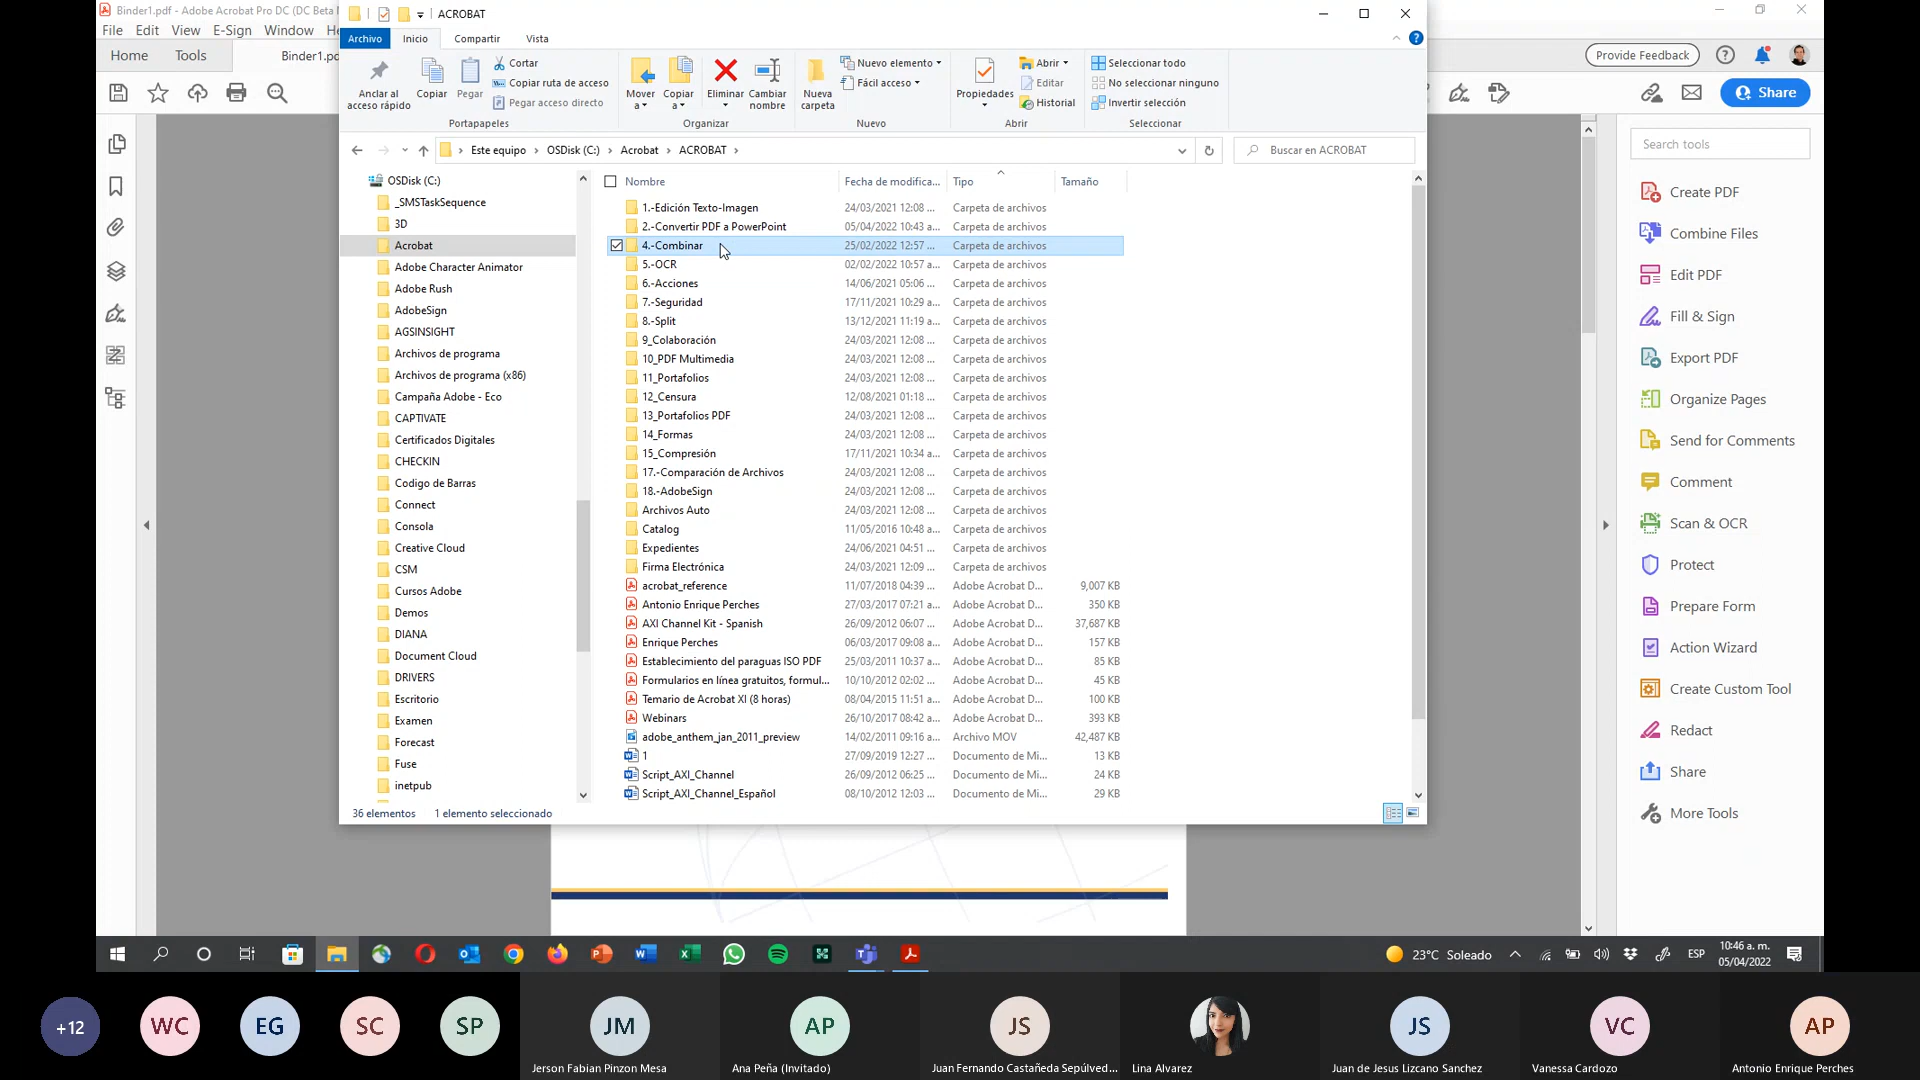 Binder1.pdf - Adobe Acrobat Pro DC (DC Beta
File Edit View E-Sign Window
Home Tools Binder1.pd
Provide Feedback
Share
ACROBAT
Archivo Inicio Compartir Vista
Anclar al acceso rápido
Copiar
Pegar
Cortar
Copiar ruta de acceso
Pegar acceso directo
Portapapeles
Mover a
Copiar a
Eliminar
Cambiar nombre
Organizar
Nueva carpeta
Nuevo elemento
Fácil acceso
Nuevo
Propiedades
Abrir
Editar
Historial
Abrir
Seleccionar todo
No seleccionar ninguno
Invertir selección
Seleccionar
Este equipo OSDisk (C:) Acrobat ACROBAT
Buscar en ACROBAT
OSDisk (C:)
_SMSTaskSequence
3D
Acrobat
Adobe Character Animator
Adobe Rush
AdobeSign
AGSINSIGHT
Archivos de programa
Archivos de programa (x86)
Campaña Adobe - Eco
CAPTIVATE
Certificados Digitales
CHECKIN
Codigo de Barras
Connect
Consola
Creative Cloud
CSM
Cursos Adobe
Demos
DIANA
Document Cloud
DRIVERS
Escritorio
Examen
Forecast
Fuse
inetpub
Nombre Fecha de modifica... Tipo Tamaño
1.-Edición Texto-Imagen 24/03/2021 12:08 ... Carpeta de archivos
2.-Convertir PDF a PowerPoint 05/04/2022 10:43 a... Carpeta de archivos
4.-Combinar 25/02/2022 12:57 ... Carpeta de archivos
5.-OCR 02/02/2022 10:57 a... Carpeta de archivos
6.-Acciones 14/06/2021 05:06 ... Carpeta de archivos
7.-Seguridad 17/11/2021 10:29 a... Carpeta de archivos
8.-Split 13/12/2021 11:19 a... Carpeta de archivos
9_Colaboración 24/03/2021 12:08 ... Carpeta de archivos
10_PDF Multimedia 24/03/2021 12:08 ... Carpeta de archivos
11_Portafolios 24/03/2021 12:08 ... Carpeta de archivos
12_Censura 12/08/2021 01:18 ... Carpeta de archivos
13_Portafolios PDF 24/03/2021 12:08 ... Carpeta de archivos
14_Formas 24/03/2021 12:08 ... Carpeta de archivos
15_Compresión 17/11/2021 10:34 a... Carpeta de archivos
17.-Comparación de Archivos 24/03/2021 12:08 ... Carpeta de archivos
18.-AdobeSign 24/03/2021 12:08 ... Carpeta de archivos
Archivos Auto 24/03/2021 12:08 ... Carpeta de archivos
Catalog 11/05/2016 10:48 a... Carpeta de archivos
Expedientes 24/06/2021 04:51 ... Carpeta de archivos
Firma Electrónica 24/03/2021 12:09 ... Carpeta de archivos
acrobat_reference 11/07/2018 04:39 ... Adobe Acrobat D... 9,007 KB
Antonio Enrique Perches 27/03/2017 07:21 a... Adobe Acrobat D... 350 KB
AXI Channel Kit - Spanish 26/09/2012 06:07 ... Adobe Acrobat D... 37,687 KB
Enrique Perches 06/03/2017 09:08 a... Adobe Acrobat D... 157 KB
Establecimiento del paraguas ISO PDF 25/03/2011 10:37 a... Adobe Acrobat D... 85 KB
Formularios en línea gratuitos, formul... 10/10/2012 02:02 ... Adobe Acrobat D... 45 KB
Temario de Acrobat XI (8 horas) 08/04/2015 11:51 a... Adobe Acrobat D... 100 KB
Webinars 26/10/2017 08:42 a... Adobe Acrobat D... 393 KB
adobe_anthem_jan_2011_preview 14/02/2011 09:16 a... Archivo MOV 42,487 KB
1 27/09/2019 12:27 ... Documento de Mi... 13 KB
Script_AXI_Channel 26/09/2012 06:25 ... Documento de Mi... 24 KB
Script_AXI_Channel_Español 08/10/2012 12:03 ... Documento de Mi... 29 KB
36 elementos 1 elemento seleccionado
Search tools
Create PDF
Combine Files
Edit PDF
Fill & Sign
Export PDF
Organize Pages
Send for Comments
Comment
Scan & OCR
Protect
Prepare Form
Action Wizard
Create Custom Tool
Redact
Share
More Tools
23°C Soleado ESP 10:46 a. m.
05/04/2022
+12 WC EG SC SP JM AP JS JS VC AP
Jerson Fabian Pinzon Mesa Ana Peña (Invitado) Juan Fernando Castañeda Sepúlved... Lina Alvarez Juan de Jesus Lizcano Sanchez Vanessa Cardozo Antonio Enrique Perches